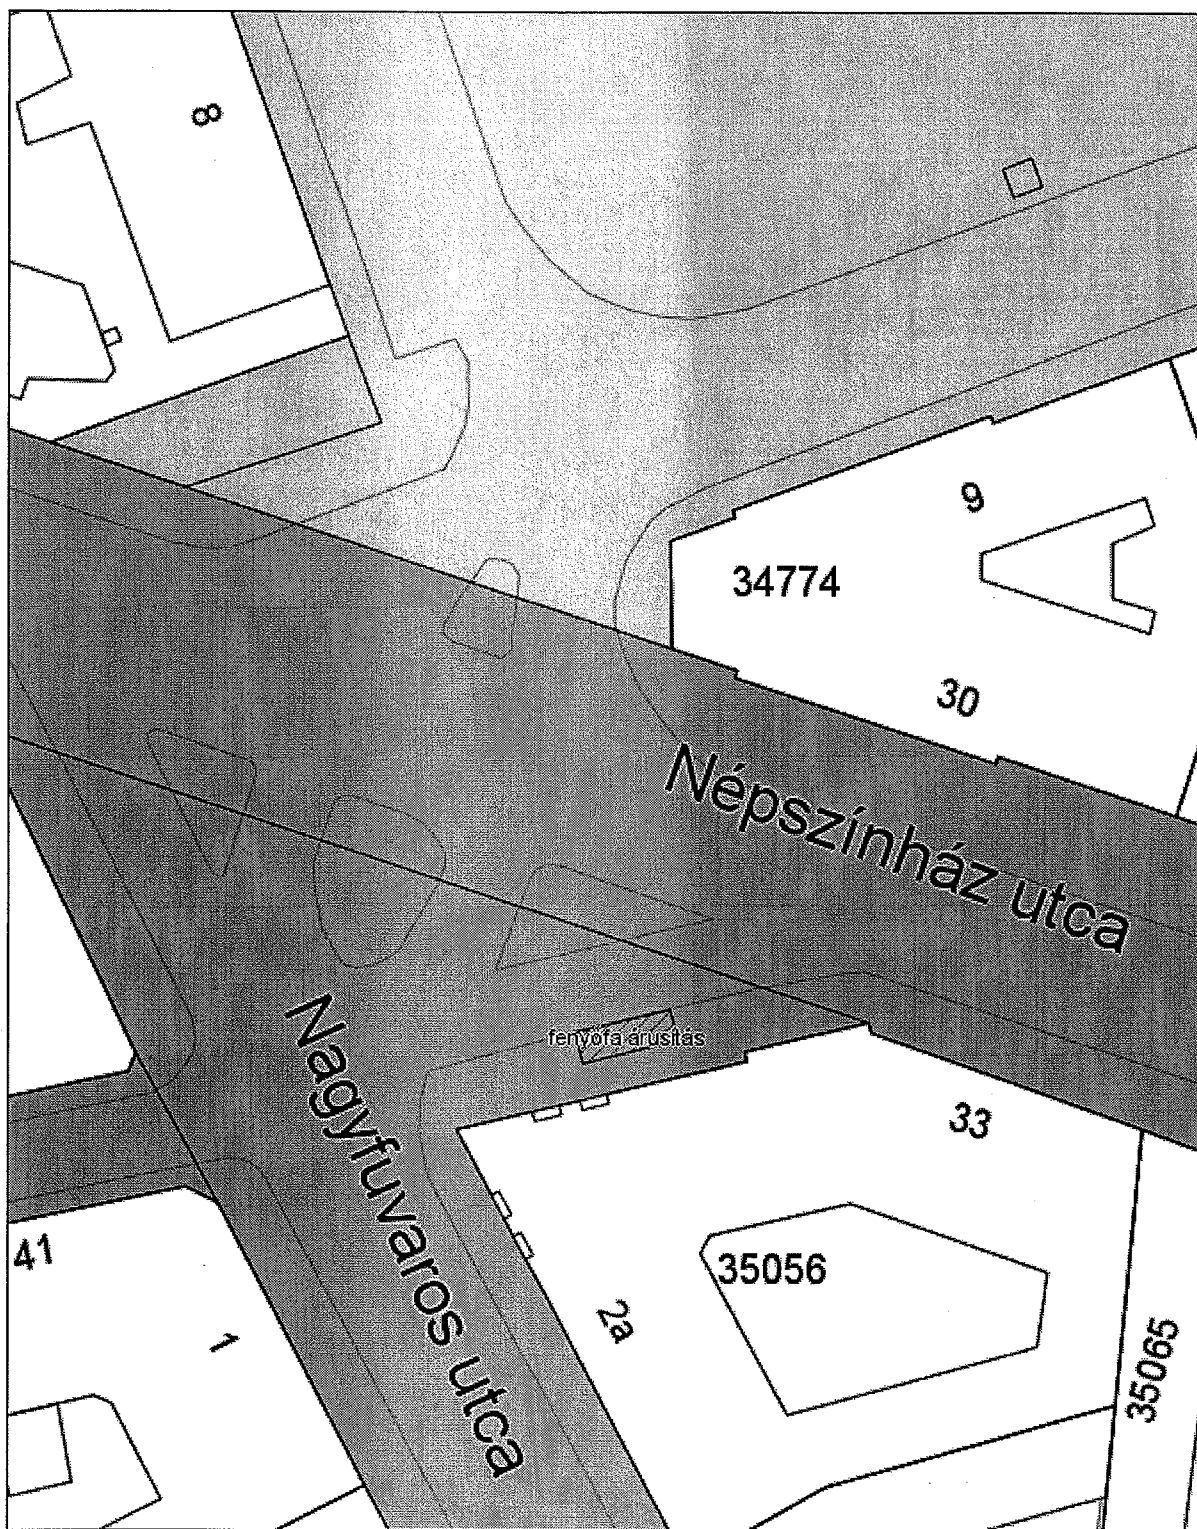 8
9
34774
30
Népszínház utca
fenyőfa árusítás
Nagyfuvaros utca
33
41
35056
1
2a
35065